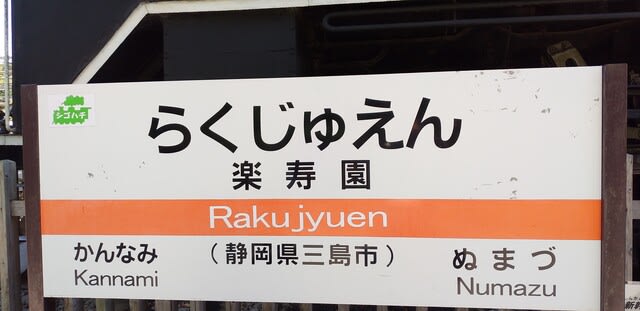 シゴハチ
らくじゅえん
楽寿園
Rakujyuen
かんなみ (静岡県三島市) ぬまづ
Kannami Numazu